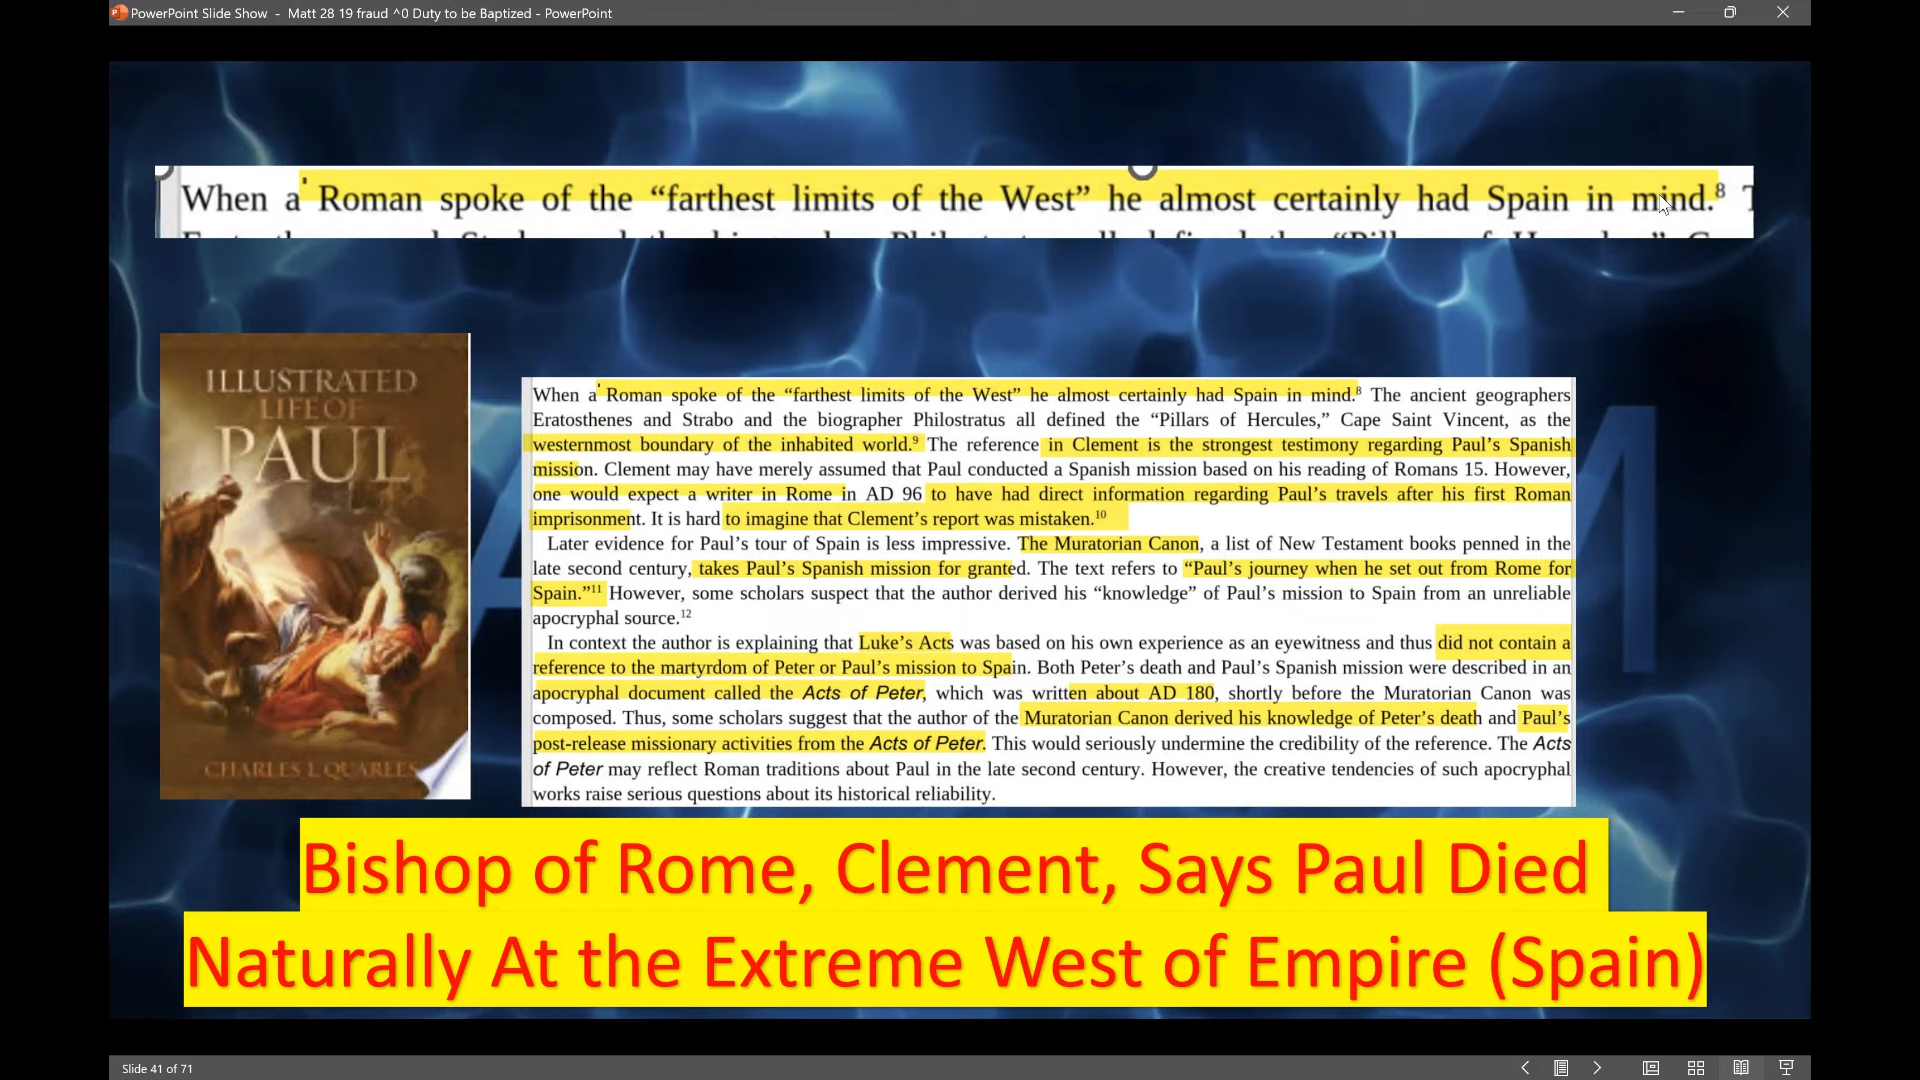 PowerPoint Slide Show - Matt 28 19 fraud ^0 Duty to be Baptized - PowerPoint
When a Roman spoke of the “farthest limits of the West” he almost certainly had Spain in mind.8
ILLUSTRATED
LIFE OF
PAUL
CHARLES L QUARLES
When a Roman spoke of the “farthest limits of the West” he almost certainly had Spain in mind.8 The ancient geographers
Eratosthenes and Strabo and the biographer Philostratus all defined the “Pillars of Hercules,” Cape Saint Vincent, as the
westernmost boundary of the inhabited world.9 The reference in Clement is the strongest testimony regarding Paul’s Spanish
mission. Clement may have merely assumed that Paul conducted a Spanish mission based on his reading of Romans 15. However,
one would expect a writer in Rome in AD 96 to have had direct information regarding Paul’s travels after his first Roman
imprisonment. It is hard to imagine that Clement’s report was mistaken.10
Later evidence for Paul’s tour of Spain is less impressive. The Muratorian Canon, a list of New Testament books penned in the
late second century, takes Paul’s Spanish mission for granted. The text refers to “Paul’s journey when he set out from Rome for
Spain.”11 However, some scholars suspect that the author derived his “knowledge” of Paul’s mission to Spain from an unreliable
apocryphal source.12
In context the author is explaining that Luke’s Acts was based on his own experience as an eyewitness and thus did not contain a
reference to the martyrdom of Peter or Paul’s mission to Spain. Both Peter’s death and Paul’s Spanish mission were described in an
apocryphal document called the Acts of Peter, which was written about AD 180, shortly before the Muratorian Canon was
composed. Thus, some scholars suggest that the author of the Muratorian Canon derived his knowledge of Peter’s death and Paul’s
post-release missionary activities from the Acts of Peter. This would seriously undermine the credibility of the reference. The Acts
of Peter may reflect Roman traditions about Paul in the late second century. However, the creative tendencies of such apocryphal
works raise serious questions about its historical reliability.
Bishop of Rome, Clement, Says Paul Died
Naturally At the Extreme West of Empire (Spain)
Slide 41 of 71